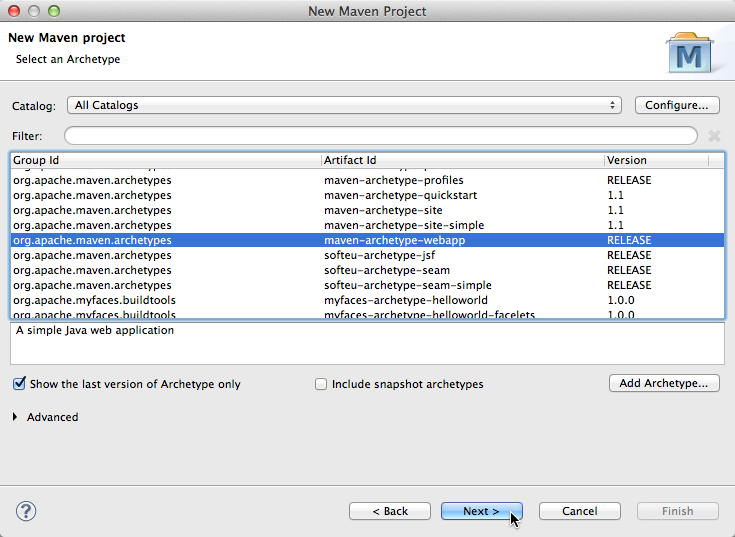 New Maven Project
New Maven project
Select an Archetype
M
Catalog: All Catalogs Configure...
Filter:
Group Id Artifact Id Version
org.apache.maven.archetypes maven-archetype-profiles RELEASE
org.apache.maven.archetypes maven-archetype-quickstart 1.1
org.apache.maven.archetypes maven-archetype-site 1.1
org.apache.maven.archetypes maven-archetype-site-simple 1.1
org.apache.maven.archetypes maven-archetype-webapp RELEASE
org.apache.maven.archetypes softeu-archetype-jsf RELEASE
org.apache.maven.archetypes softeu-archetype-seam RELEASE
org.apache.maven.archetypes softeu-archetype-seam-simple RELEASE
org.apache.myfaces.buildtools myfaces-archetype-helloworld 1.0.0
org.apache.myfaces.buildtools myfaces-archetype-helloworld-facelets 1.0.0
A simple Java web application
Show the last version of Archetype only Include snapshot archetypes Add Archetype...
Advanced
? < Back Next > Cancel Finish